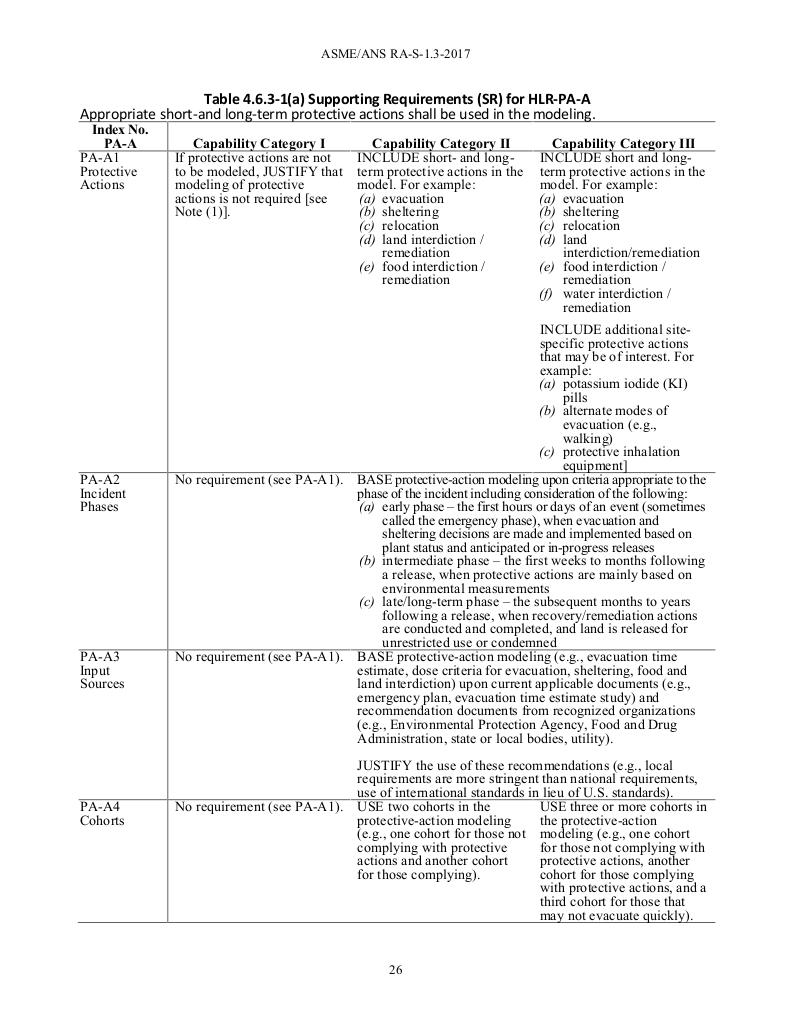 ASME/ANS RA-S-1.3-2017
Table 4.6.3-1(a) Supporting Requirements (SR) for HLR-PA-A
Appropriate short-and long-term protective actions shall be used in the modeling.
Index No.
PA-A
Capability Category I
Capability Category II
Capability Category III
PA-A1
Protective
Actions
If protective actions are not
to be modeled, JUSTIFY that
modeling of protective
actions is not required [see
Note (1)].
INCLUDE short- and long-
term protective actions in the
model. For example:
(a) evacuation
(b) sheltering
(c) relocation
(d) land interdiction /
remediation
(e) food interdiction /
remediation
INCLUDE short and long-
term protective actions in the
model. For example:
(a) evacuation
(b) sheltering
(c) relocation
(d) land
interdiction/remediation
(e) food interdiction /
remediation
(f) water interdiction /
remediation
INCLUDE additional site-
specific protective actions
that may be of interest. For
example:
(a) potassium iodide (KI)
pills
(b) alternate modes of
evacuation (e.g.,
walking)
(c) protective inhalation
equipment]
PA-A2
Incident
Phases
No requirement (see PA-A1).
BASE protective-action modeling upon criteria appropriate to the
phase of the incident including consideration of the following:
(a) early phase – the first hours or days of an event (sometimes
called the emergency phase), when evacuation and
sheltering decisions are made and implemented based on
plant status and anticipated or in-progress releases
(b) intermediate phase – the first weeks to months following
a release, when protective actions are mainly based on
environmental measurements
(c) late/long-term phase – the subsequent months to years
following a release, when recovery/remediation actions
are conducted and completed, and land is released for
unrestricted use or condemned
PA-A3
Input
Sources
No requirement (see PA-A1).
BASE protective-action modeling (e.g., evacuation time
estimate, dose criteria for evacuation, sheltering, food and
land interdiction) upon current applicable documents (e.g.,
emergency plan, evacuation time estimate study) and
recommendation documents from recognized organizations
(e.g., Environmental Protection Agency, Food and Drug
Administration, state or local bodies, utility).
JUSTIFY the use of these recommendations (e.g., local
requirements are more stringent than national requirements,
use of international standards in lieu of U.S. standards).
PA-A4
Cohorts
No requirement (see PA-A1).
USE two cohorts in the
protective-action modeling
(e.g., one cohort for those not
complying with protective
actions and another cohort
for those complying).
USE three or more cohorts in
the protective-action
modeling (e.g., one cohort
for those not complying with
protective actions, another
cohort for those complying
with protective actions, and a
third cohort for those that
may not evacuate quickly).
26